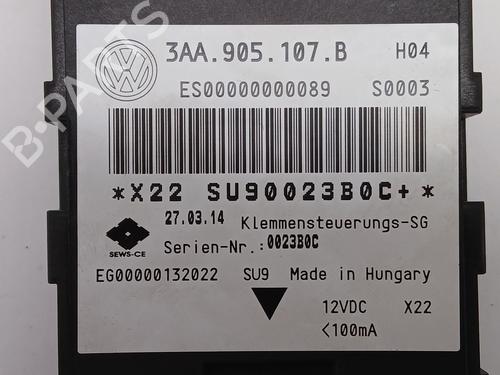 3AA.905.107.B H04
ES00000000089 S0003
*X22 SU90023B0C+*
27.03.14 Klemmensteuerungs-SG
SEWS-CE Serien-Nr.:0023B0C
EG00000132022 SU9 Made in Hungary
12VDC X22
<100mA
B-PARTS